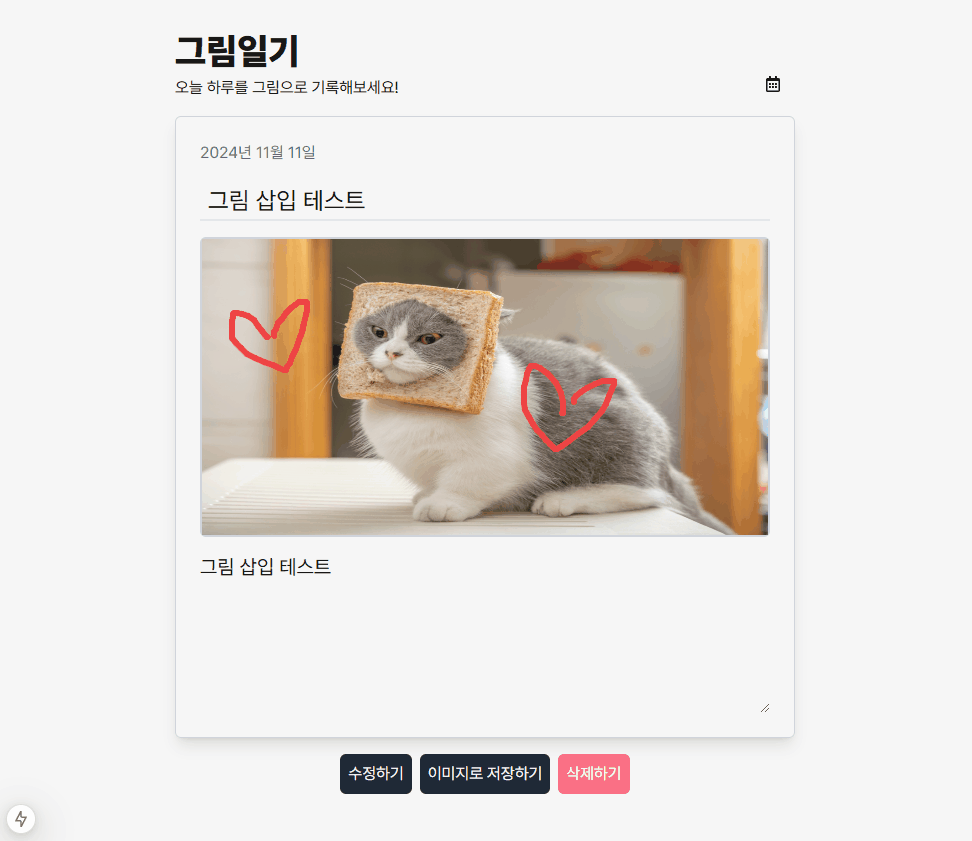 그림일기
오늘 하루를 그림으로 기록해보세요!
2024년 11월 11일
그림 삽입 테스트
그림 삽입 테스트
수정하기 이미지로 저장하기 삭제하기